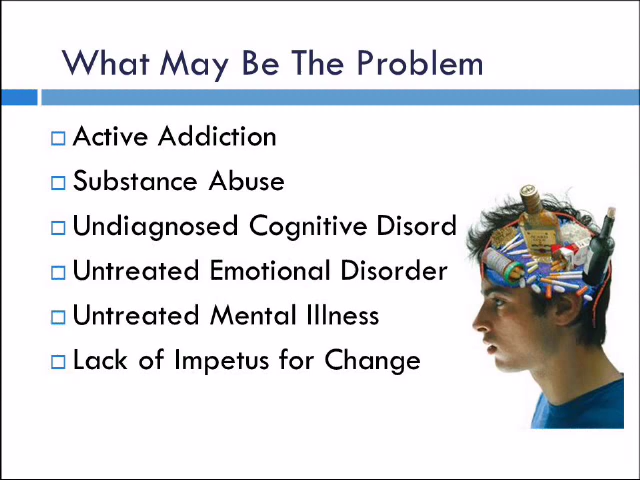 What May Be The Problem
Active Addiction
Substance Abuse
Undiagnosed Cognitive Disord
Untreated Emotional Disorder
Untreated Mental Illness
Lack of Impetus for Change